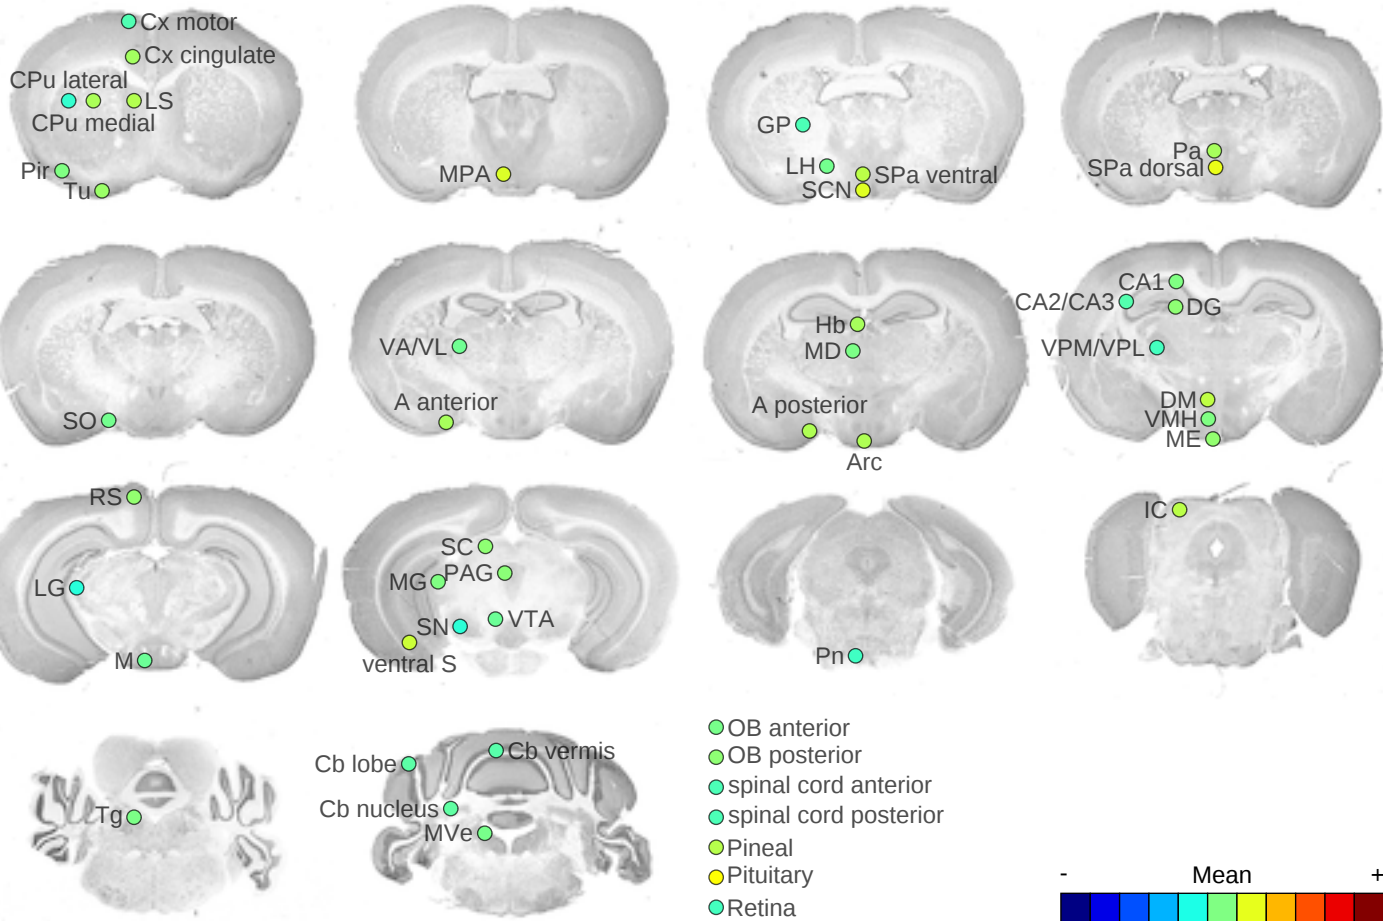 Cx motor
Cx cingulate
CPu lateral
LS
CPu medial
Pir
Tu
MPA
GP
LH
SPa ventral
SCN
Pa
SPa dorsal
SO
VA/VL
A anterior
Hb
MD
A posterior
Arc
CA1
CA2/CA3
DG
VPM/VPL
DM
VMH
ME
RS
LG
M
SC
MG
PAG
SN
VTA
ventral S
Pn
IC
Tg
Cb lobe
Cb vermis
Cb nucleus
MVe
OB anterior
OB posterior
spinal cord anterior
spinal cord posterior
Pineal
Pituitary
Retina
- Mean +